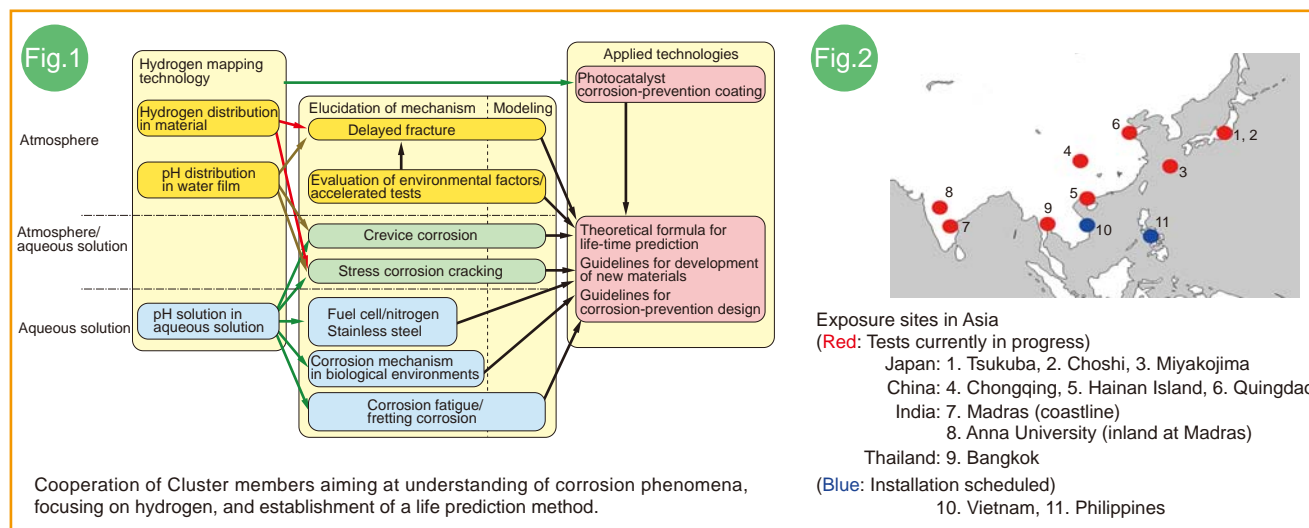 Fig.1
Hydrogen mapping
technology
Hydrogen distribution
in material
pH distribution
in water film
pH solution in
aqueous solution
Atmosphere
Atmosphere/
aqueous solution
Aqueous solution
Elucidation of mechanism
Modeling
Delayed fracture
Evaluation of environmental factors/
accelerated tests
Crevice corrosion
Stress corrosion cracking
Fuel cell/nitrogen
Stainless steel
Corrosion mechanism
in biological environments
Corrosion fatigue/
fretting corrosion
Applied technologies
Photocatalyst
corrosion-prevention coating
Theoretical formula for
life-time prediction
Guidelines for development
of new materials
Guidelines for
corrosion-prevention design
Cooperation of Cluster members aiming at understanding of corrosion phenomena,
focusing on hydrogen, and establishment of a life prediction method.
Fig.2
6
1, 2
4
3
8
5
9
7
10
11
Exposure sites in Asia
(Red: Tests currently in progress)
Japan: 1. Tsukuba, 2. Choshi, 3. Miyakojima
China: 4. Chongqing, 5. Hainan Island, 6. Quingdao
India: 7. Madras (coastline)
8. Anna University (inland at Madras)
Thailand: 9. Bangkok
(Blue: Installation scheduled)
10. Vietnam, 11. Philippines